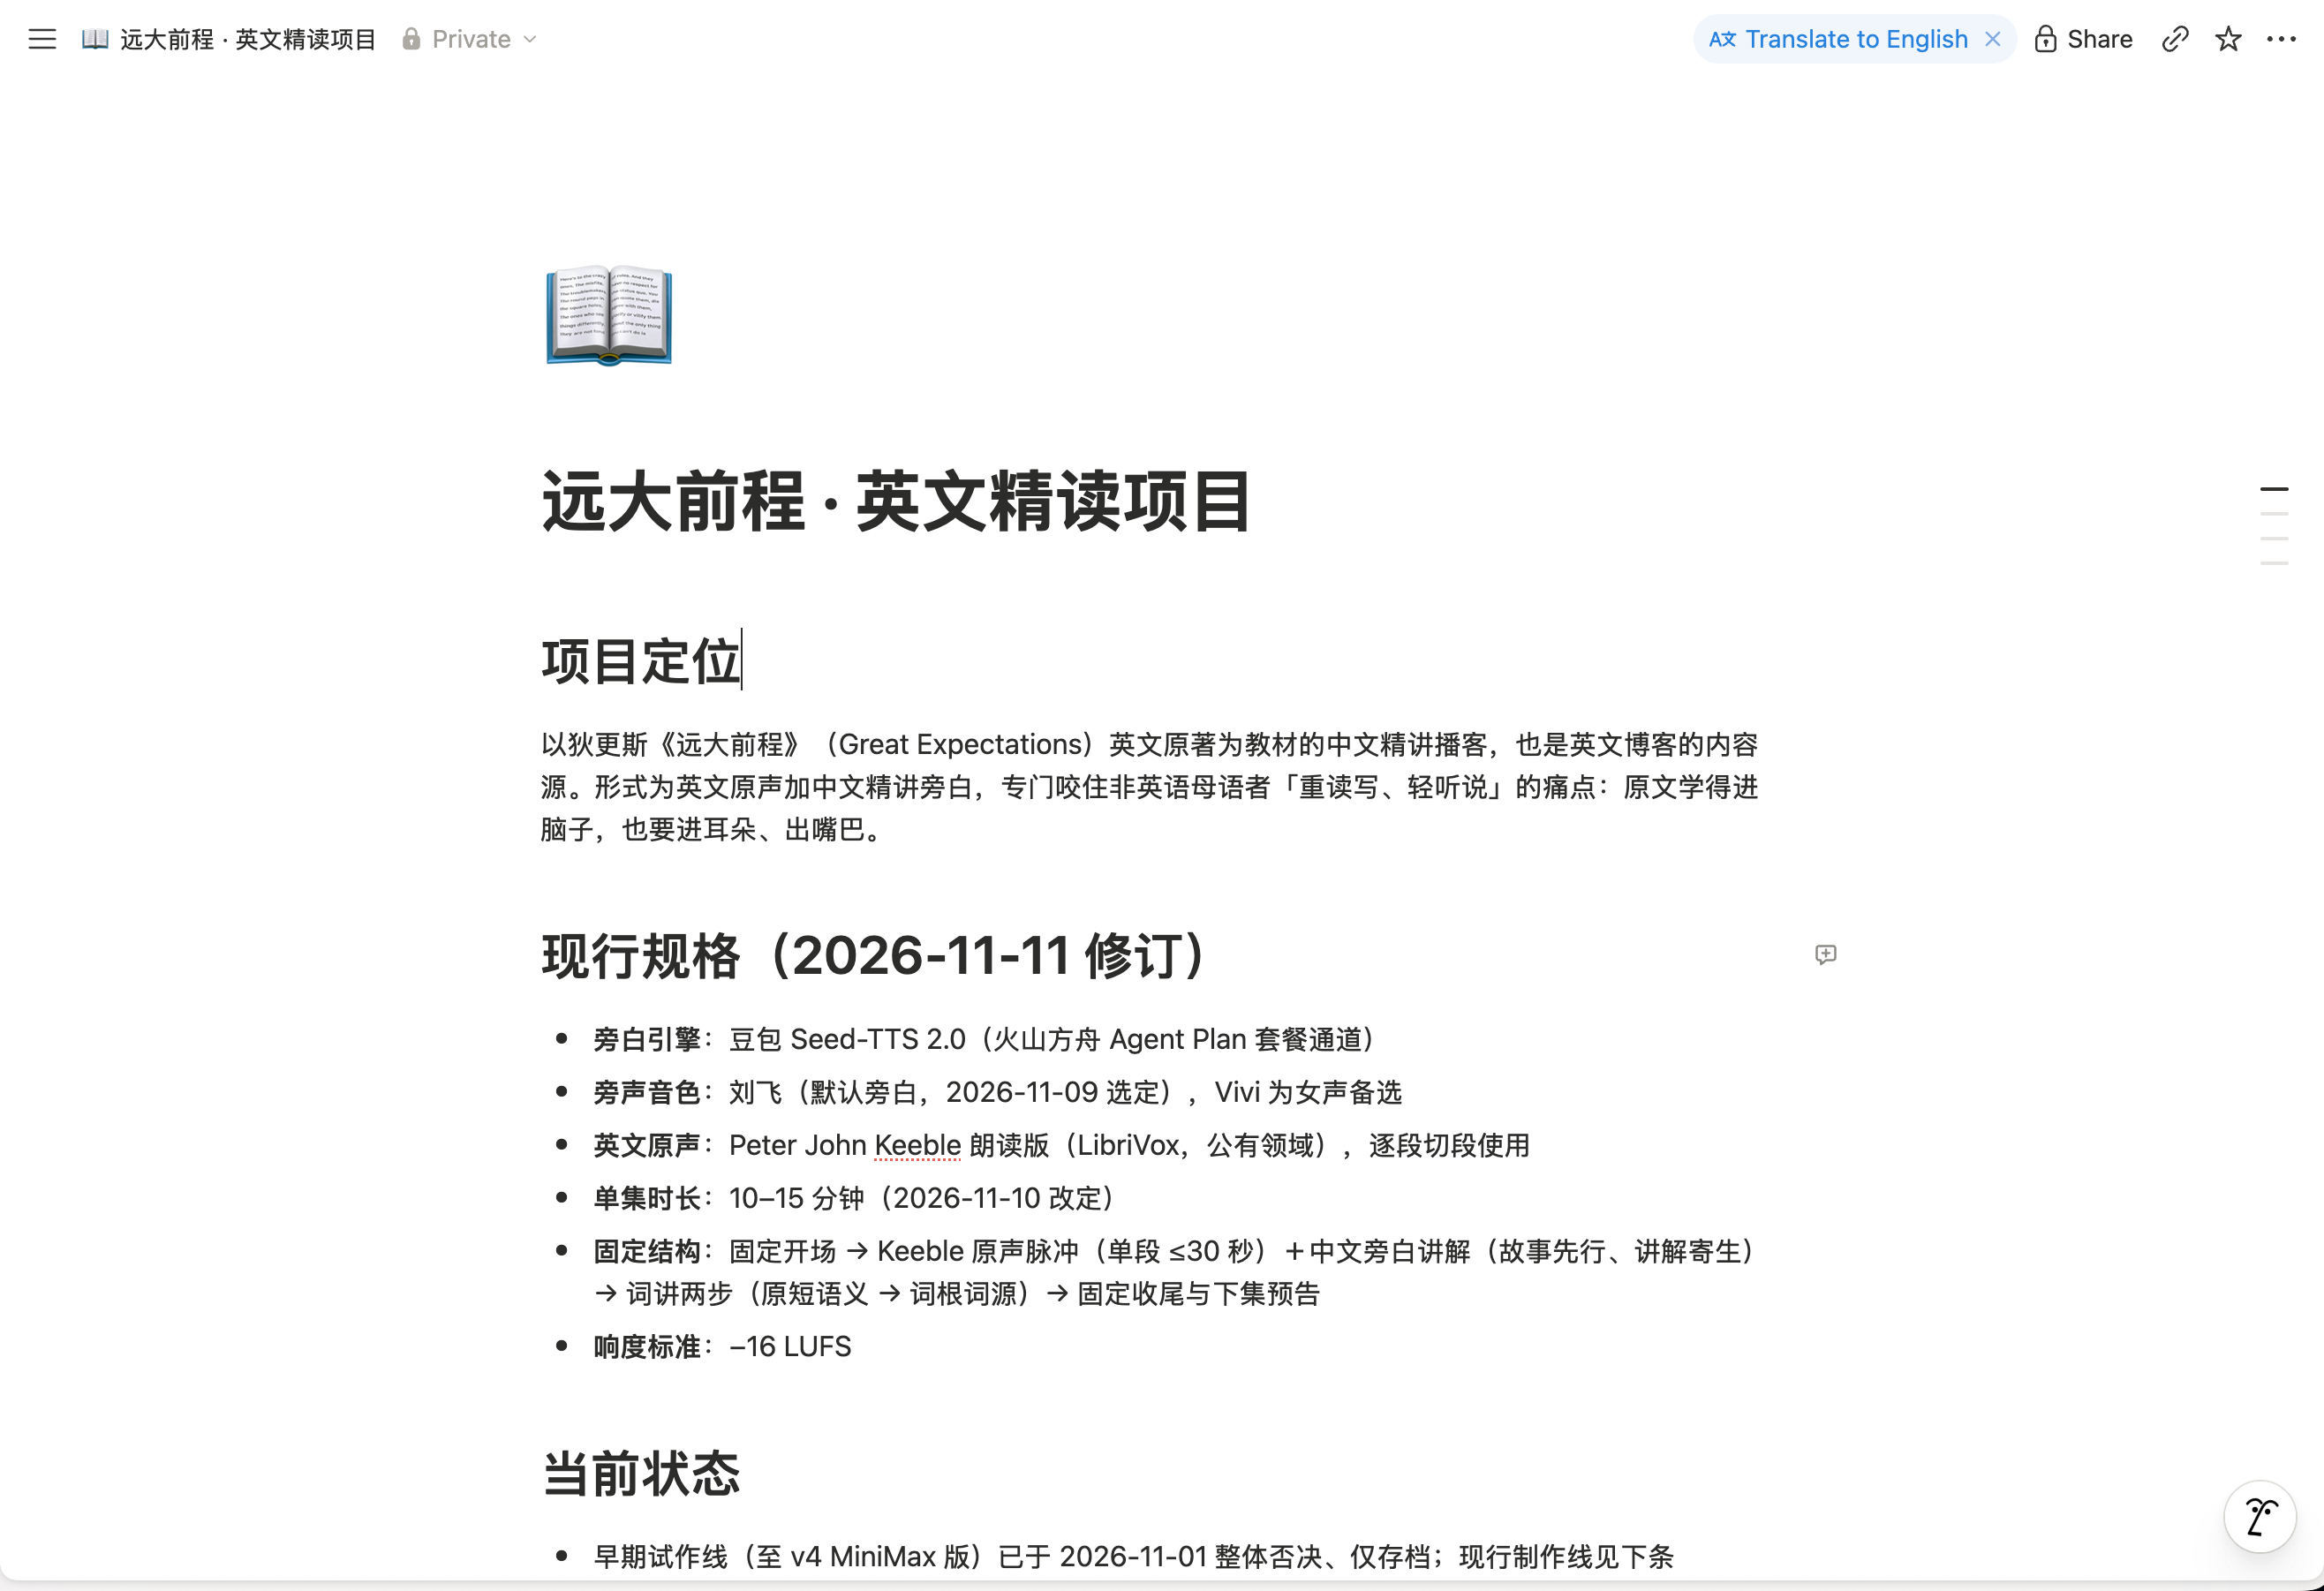 远大前程 · 英文精读项目
Private
Translate to English
Share
远大前程 · 英文精读项目
项目定位
以狄更斯《远大前程》（Great Expectations）英文原著为教材的中文精讲播客，也是英文博客的内容
源。形式为英文原声加中文精讲旁白，专门咬住非英语母语者「重读写、轻听说」的痛点：原文学得进
脑子，也要进耳朵、出嘴巴。
现行规格（2026-11-11 修订）
• 旁白引擎：豆包 Seed-TTS 2.0（火山方舟 Agent Plan 套餐通道）
• 旁声音色：刘飞（默认旁白，2026-11-09 选定），Vivi 为女声备选
• 英文原声：Peter John Keeble 朗读版（LibriVox，公有领域），逐段切段使用
• 单集时长：10–15 分钟（2026-11-10 改定）
• 固定结构：固定开场 → Keeble 原声脉冲（单段 ≤30 秒）＋中文旁白讲解（故事先行、讲解寄生）
→ 词讲两步（原短语义 → 词根词源）→ 固定收尾与下集预告
• 响度标准：–16 LUFS
当前状态
• 早期试作线（至 v4 MiniMax 版）已于 2026-11-01 整体否决、仅存档；现行制作线见下条